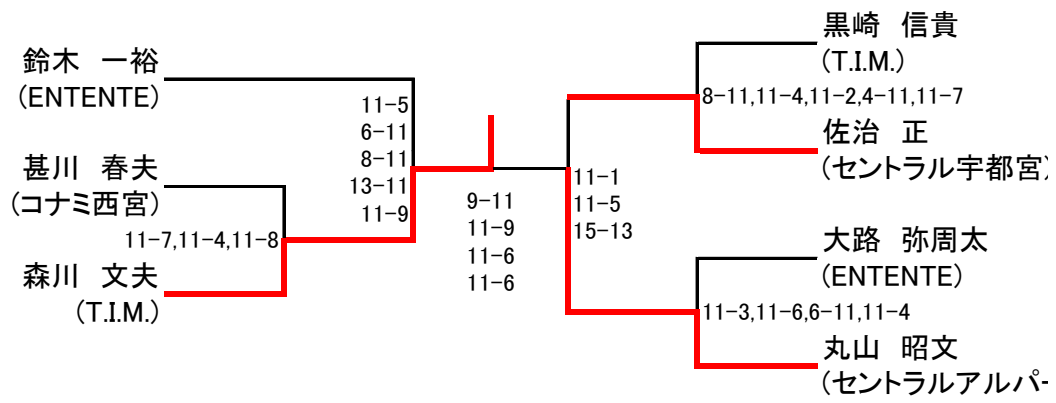 鈴木 一裕
(ENTENTE)
甚川 春夫
(コナミ西宮)
11-7,11-4,11-8
森川 文夫
(T.I.M.)
11-5
6-11
8-11
13-11
11-9
9-11
11-9
11-6
11-6
11-1
11-5
15-13
黒崎 信貴
(T.I.M.)
8-11,11-4,11-2,4-11,11-7
佐治 正
(セントラル宇都宮)
大路 弥周太
(ENTENTE)
11-3,11-6,6-11,11-4
丸山 昭文
(セントラルアルパー